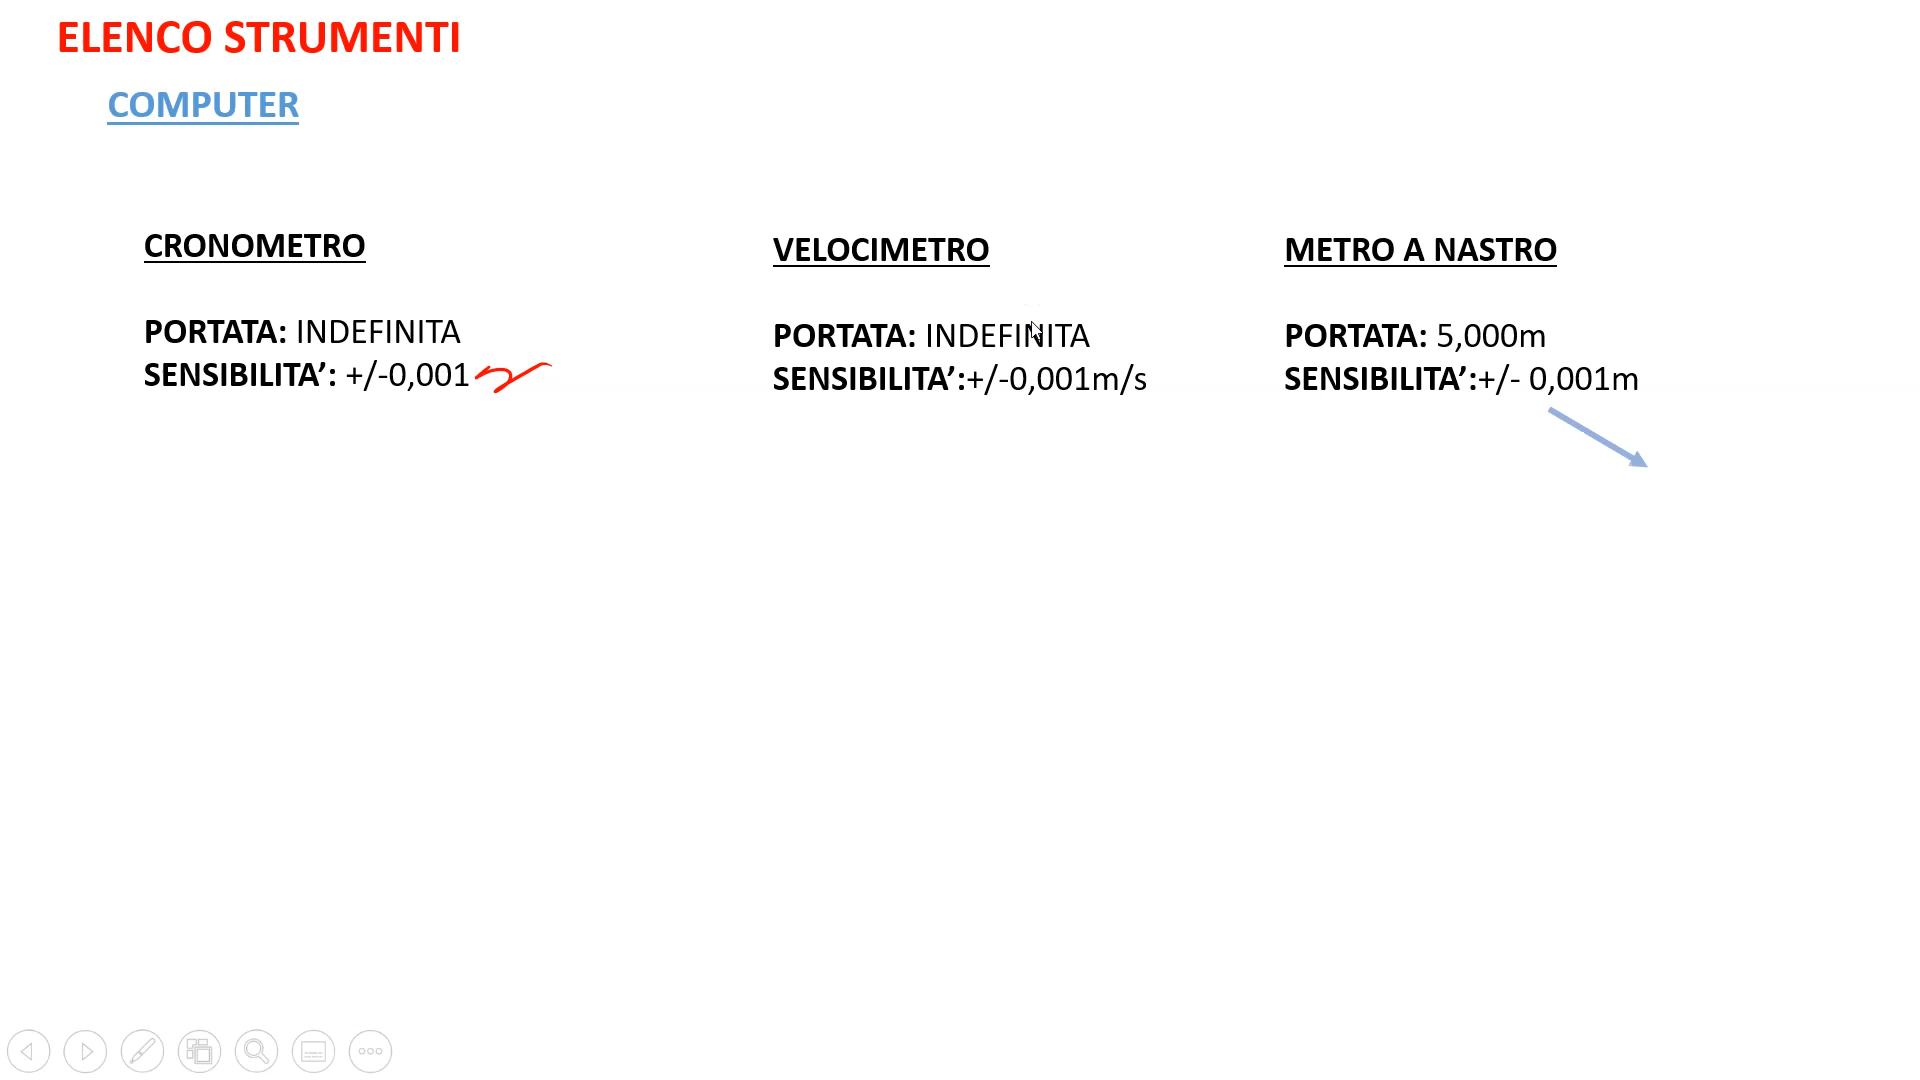 ELENCO STRUMENTI
COMPUTER
CRONOMETRO
PORTATA: INDEFINITA
SENSIBILITA’: +/-0,001
VELOCIMETRO
PORTATA: INDEFINITA
SENSIBILITA’:+/-0,001m/s
METRO A NASTRO
PORTATA: 5,000m
SENSIBILITA’:+/- 0,001m